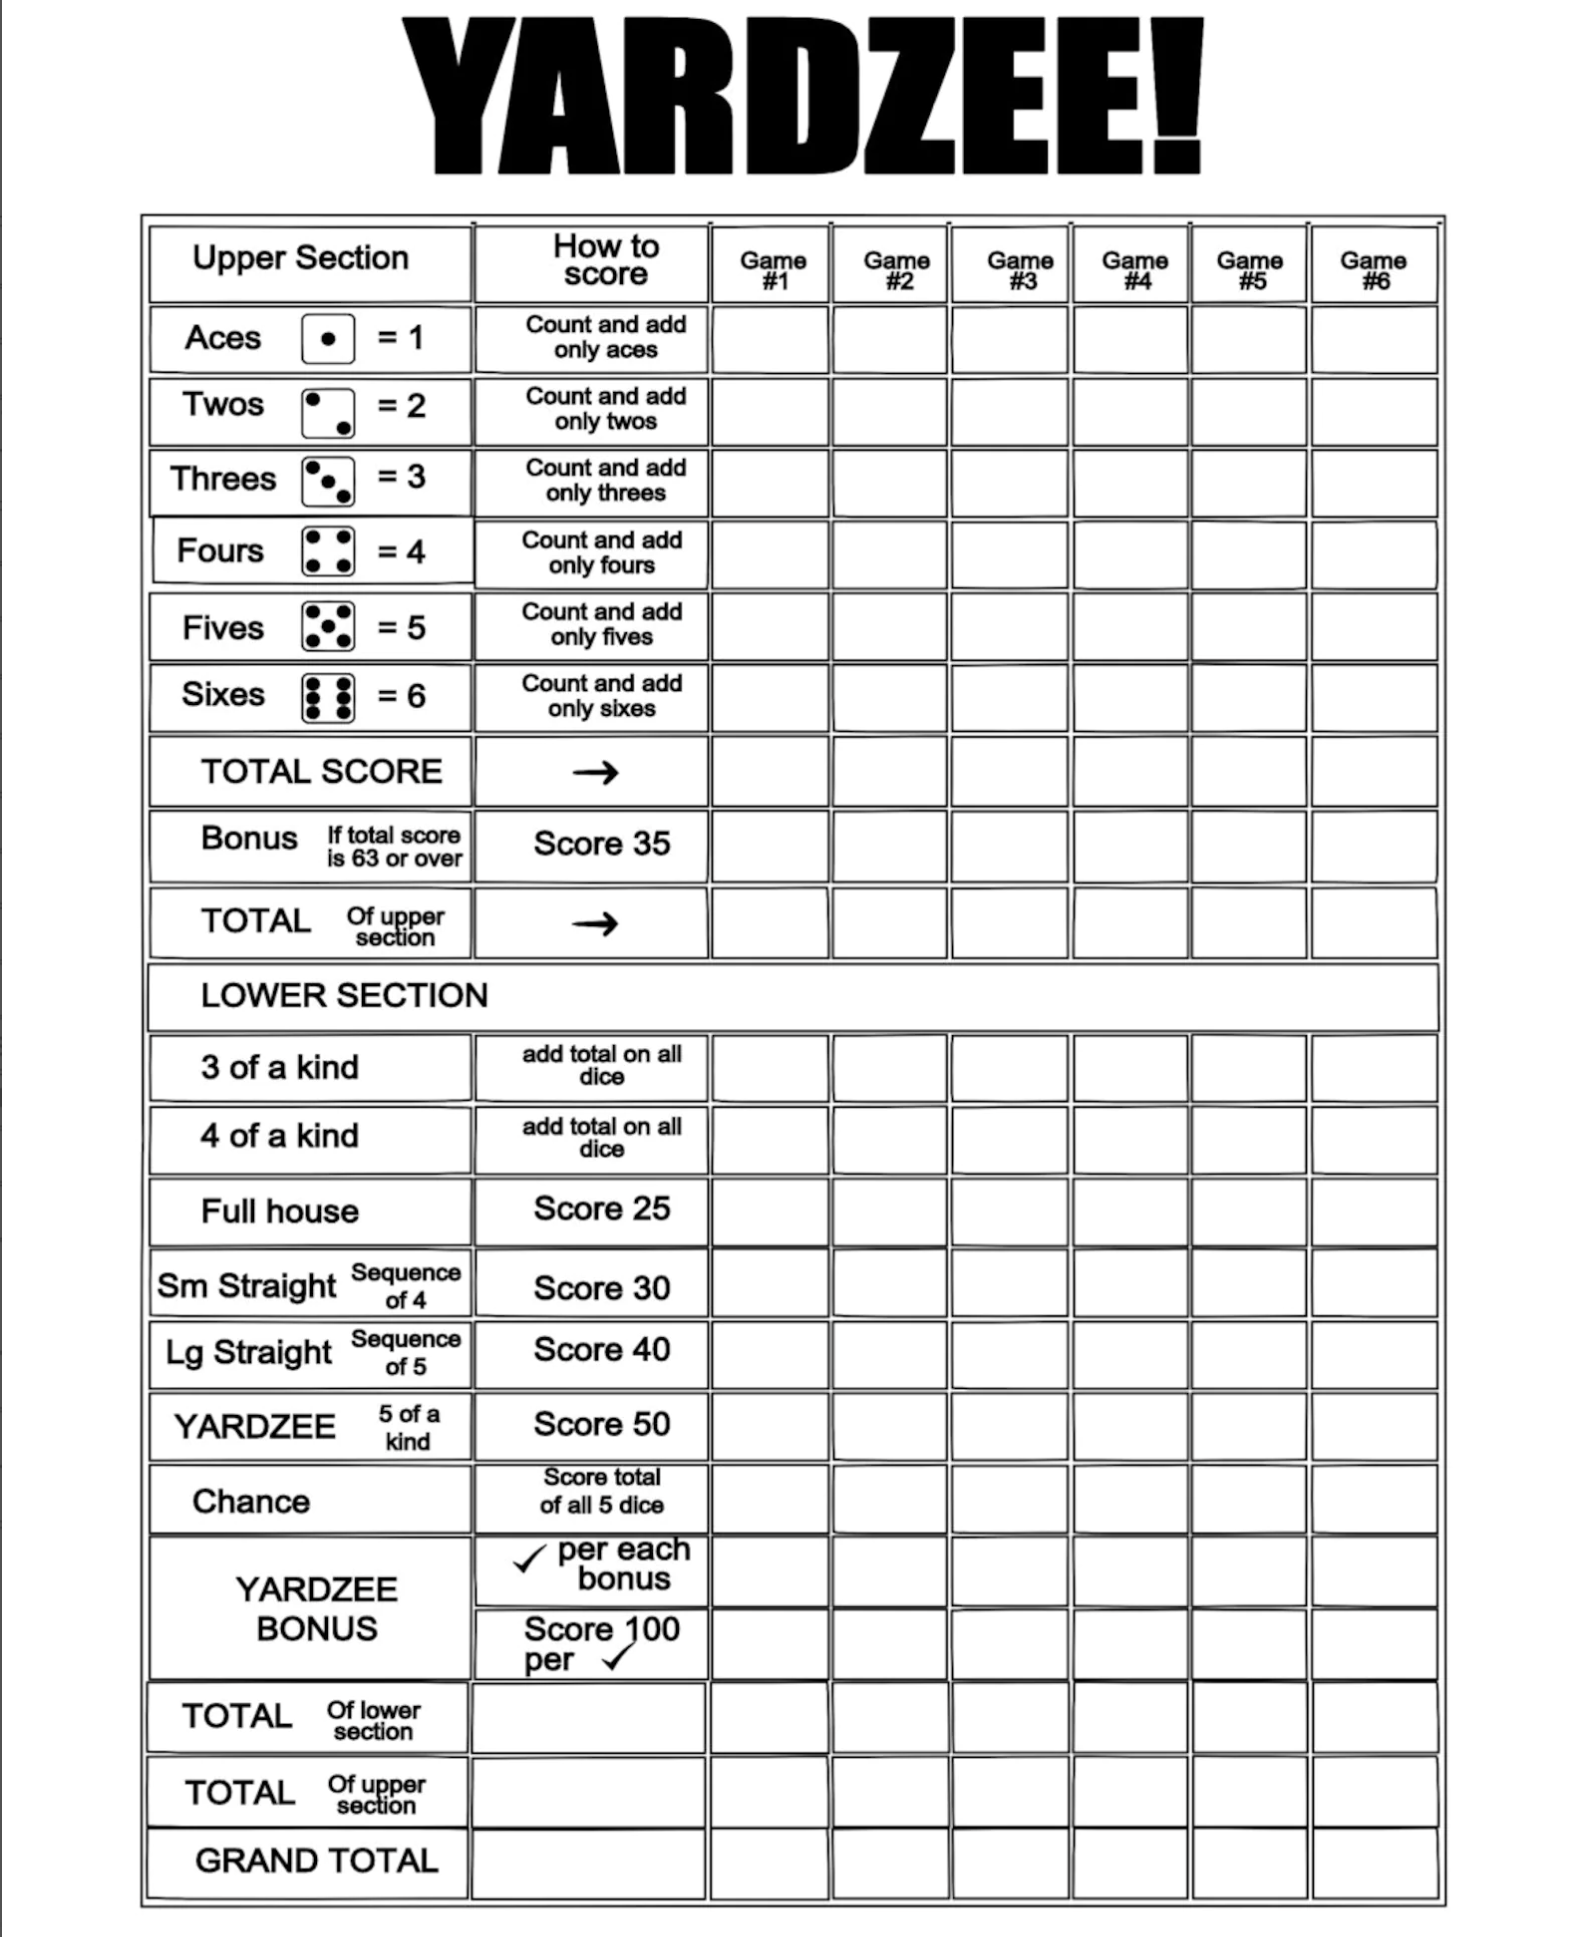 YARDZEE!
Upper Section
How to
score
Game
#1
Game
#2
Game
#3
Game
#4
Game
#5
Game
#6
Aces = 1
Count and add
only aces
Twos = 2
Count and add
only twos
Threes = 3
Count and add
only threes
Fours = 4
Count and add
only fours
Fives = 5
Count and add
only fives
Sixes = 6
Count and add
only sixes
TOTAL SCORE →
Bonus
If total score
is 63 or over
Score 35
TOTAL
Of upper
section
→
LOWER SECTION
3 of a kind
add total on all
dice
4 of a kind
add total on all
dice
Full house
Score 25
Sm Straight
Sequence
of 4
Score 30
Lg Straight
Sequence
of 5
Score 40
YARDZEE
5 of a
kind
Score 50
Chance
Score total
of all 5 dice
YARDZEE
BONUS
✓ per each
bonus
Score 100
per ✓
TOTAL
Of lower
section
TOTAL
Of upper
section
GRAND TOTAL